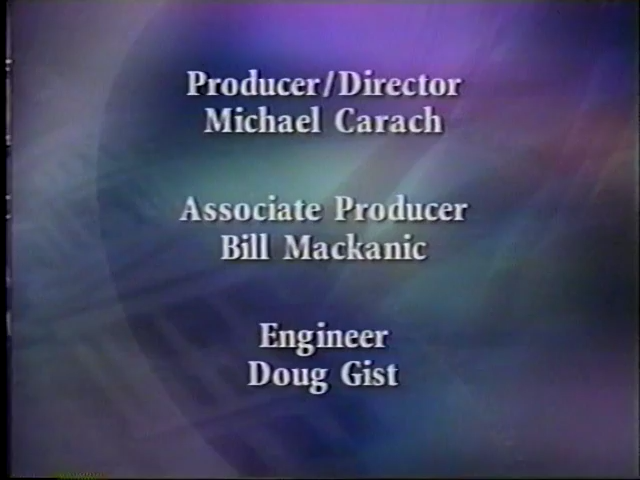 Producer/Director
Michael Carach
Associate Producer
Bill Mackanic
Engineer
Doug Gist